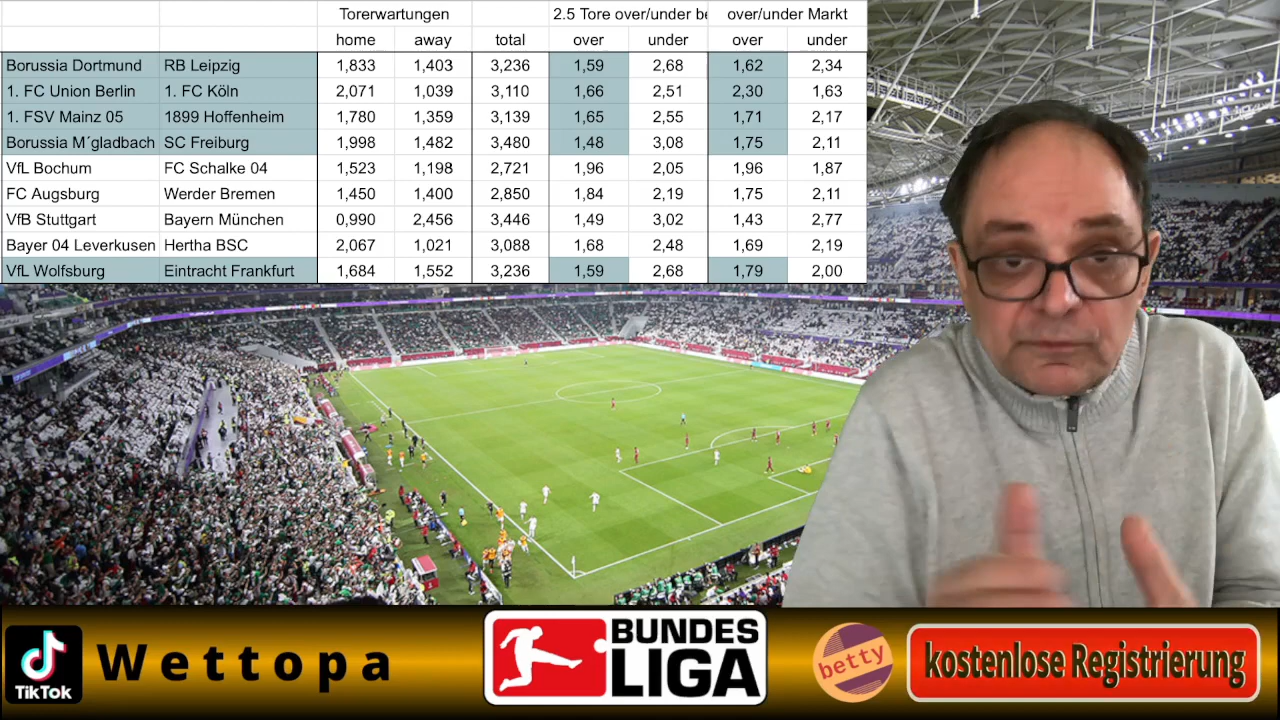 Torerwartungen 2.5 Tore over/under be over/under Markt
home away total over under over under
Borussia Dortmund RB Leipzig 1,833 1,403 3,236 1,59 2,68 1,62 2,34
1. FC Union Berlin 1. FC Köln 2,071 1,039 3,110 1,66 2,51 2,30 1,63
1. FSV Mainz 05 1899 Hoffenheim 1,780 1,359 3,139 1,65 2,55 1,71 2,17
Borussia M´gladbach SC Freiburg 1,998 1,482 3,480 1,48 3,08 1,75 2,11
VfL Bochum FC Schalke 04 1,523 1,198 2,721 1,96 2,05 1,96 1,87
FC Augsburg Werder Bremen 1,450 1,400 2,850 1,84 2,19 1,75 2,11
VfB Stuttgart Bayern München 0,990 2,456 3,446 1,49 3,02 1,43 2,77
Bayer 04 Leverkusen Hertha BSC 2,067 1,021 3,088 1,68 2,48 1,69 2,19
VfL Wolfsburg Eintracht Frankfurt 1,684 1,552 3,236 1,59 2,68 1,79 2,00
TikTok
Wettopa
BUNDES
LIGA
betty
kostenlose Registrierung